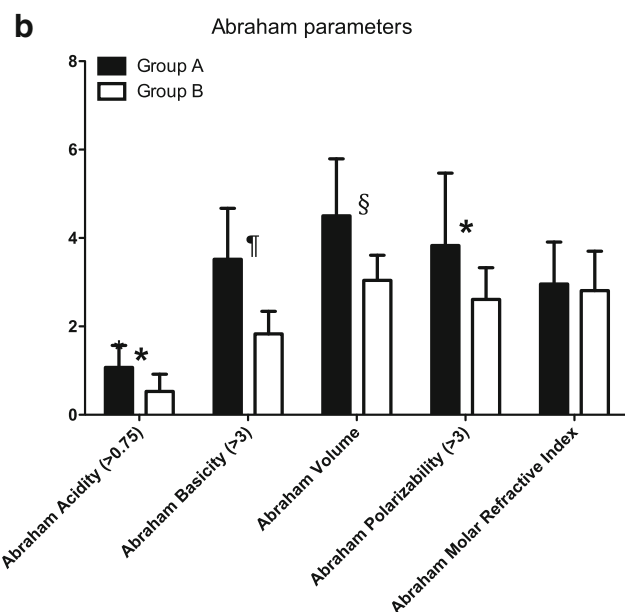 b
Abraham parameters
8
Group A
Group B
6
§
¶
*
4
2
* *
0
Abraham Acidity (>0.75)
Abraham Basicity (>3)
Abraham Volume
Abraham Polarizability (>3)
Abraham Molar Refractive Index